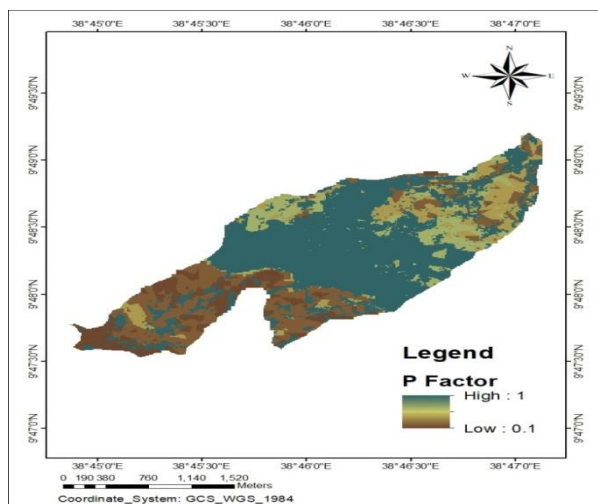 38°45'0"E 38°45'30"E 38°46'0"E 38°46'30"E 38°47'0"E
N
W E
S
9°49'30"N 9°49'30"N
9°49'0"N 9°49'0"N
9°48'30"N 9°48'30"N
9°48'0"N 9°48'0"N
9°47'30"N 9°47'30"N
9°47'0"N 9°47'0"N
Legend
P Factor
High : 1
Low : 0.1
38°45'0"E 38°45'30"E 38°46'0"E 38°46'30"E 38°47'0"E
0 190 380 760 1,140 1,520
Meters
Coordinate_System: GCS_WGS_1984